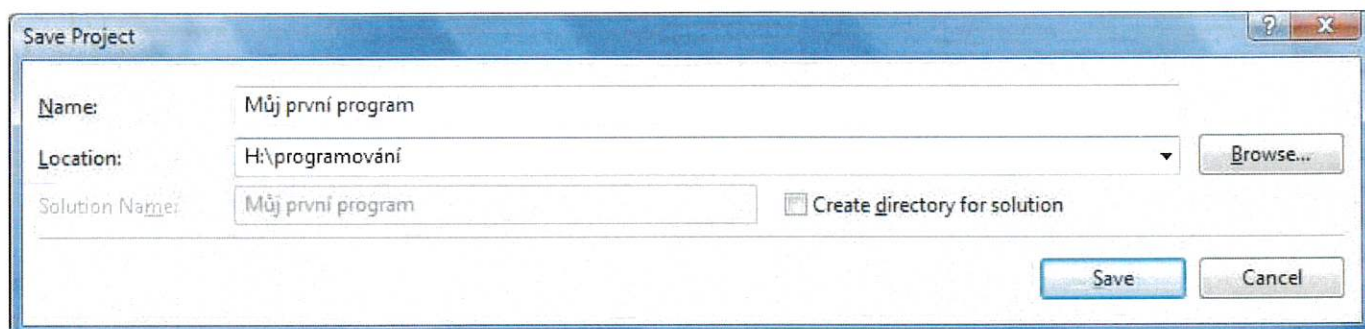 Save Project
Name: Můj první program
Location: H:\programování Browse...
Solution Name: Můj první program Create directory for solution
Save Cancel